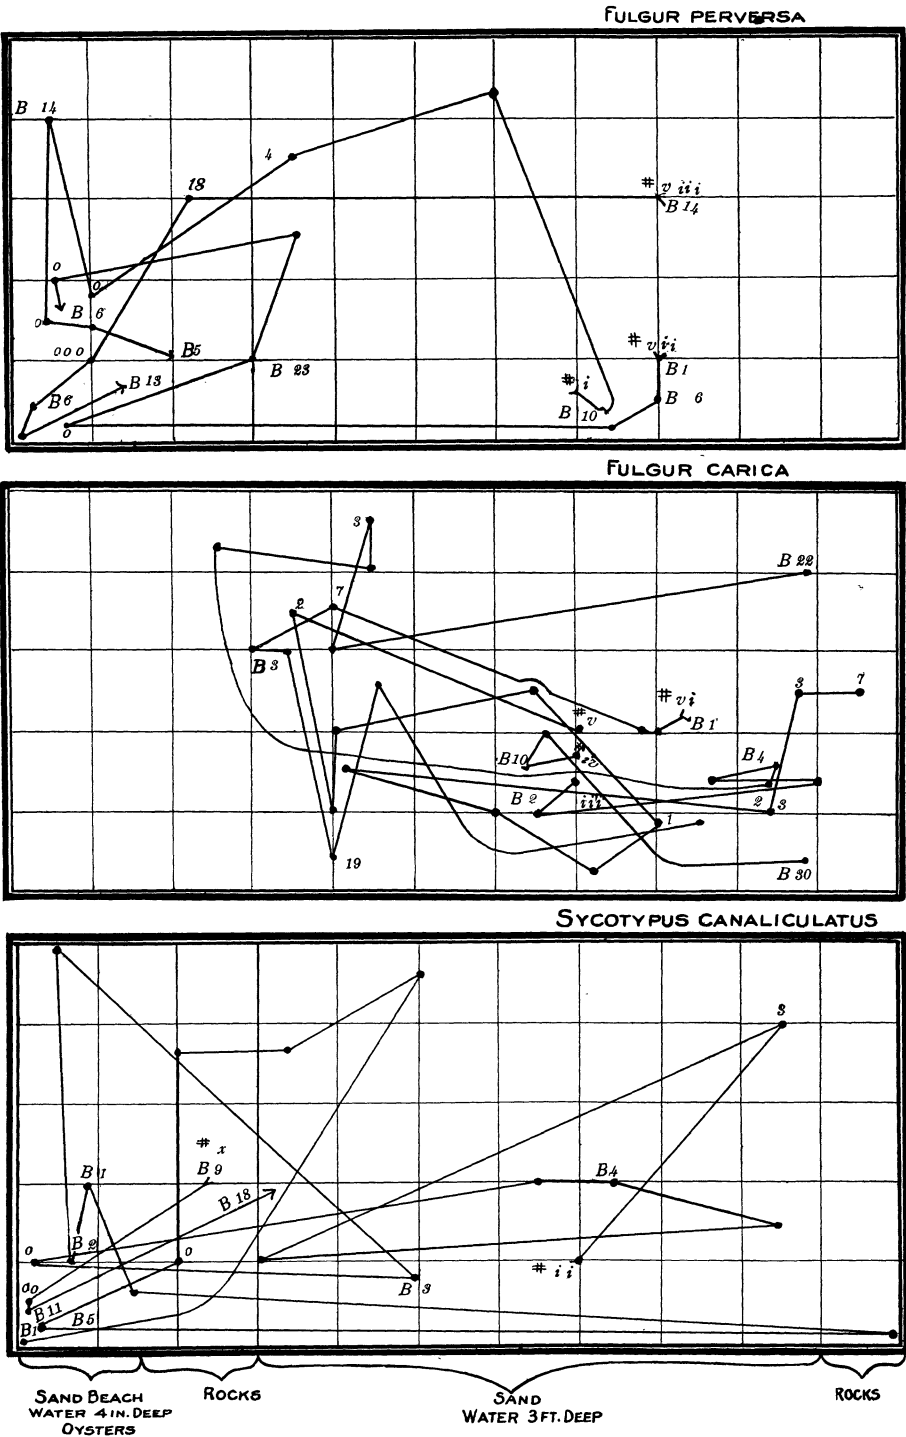 FULGUR PERVERSA
B 14
4
18
# viii
B 14
0
0
B 6
0
B5
# vii
000
B 1
B 23
# i
B 13
B 6
B 6
B 10
0
FULGUR CARICA
3
B 22
7
2
B 3
3
7
# vi
# v
B 1
B 10
# iv
B 4
B 2
iii
2
3
1
19
B 30
SYCOTYPUS CANALICULATUS
3
# x
B 9
B 1
B 4
B 18
B 2
0
0
# ii
B 3
00
B 11
B 5
B1
SAND BEACH
WATER 4 IN. DEEP
OYSTERS
ROCKS
SAND
WATER 3 FT. DEEP
ROCKS